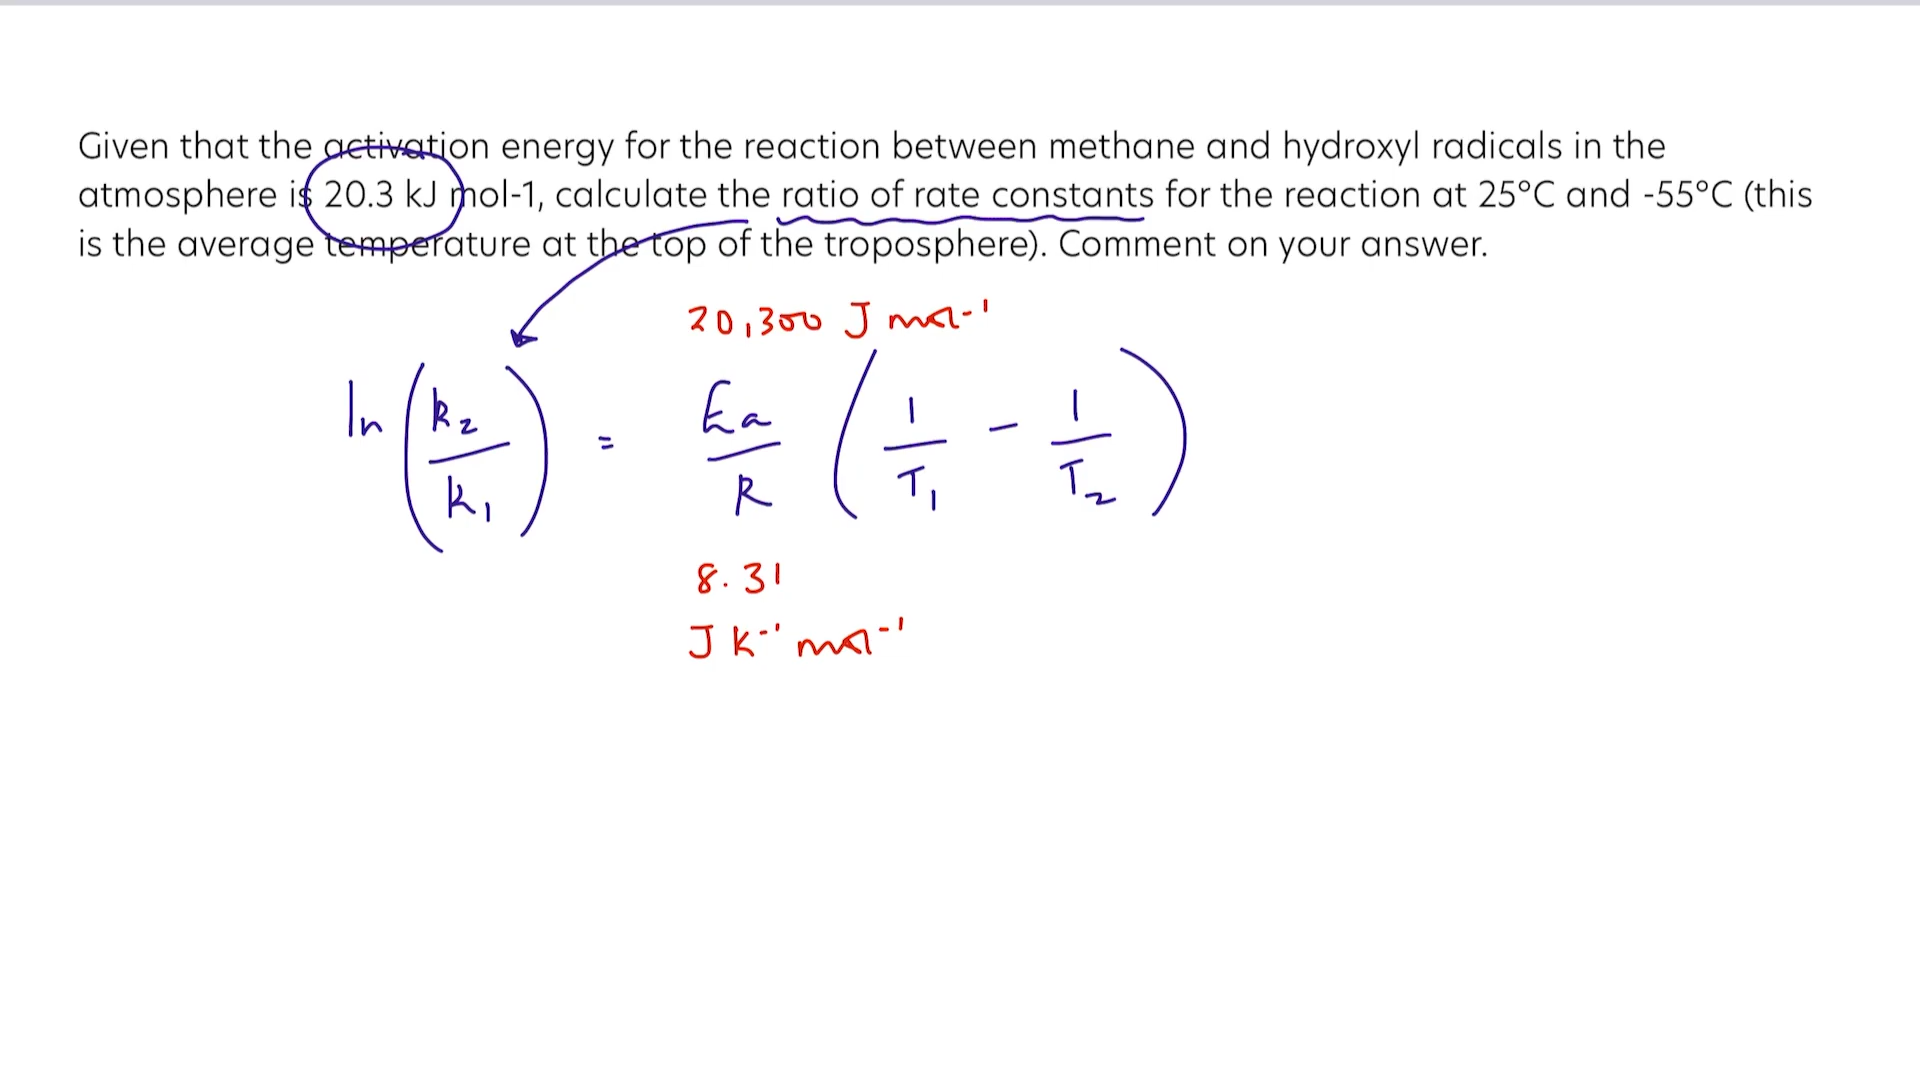 Given that the activation energy for the reaction between methane and hydroxyl radicals in the
atmosphere is 20.3 kJ mol-1, calculate the ratio of rate constants for the reaction at 25°C and -55°C (this
is the average temperature at the top of the troposphere). Comment on your answer.
20,300 J mol⁻¹
ln (k₂/k₁) = Ea/R (1/T₁ - 1/T₂)
8.31
J K⁻¹ mol⁻¹